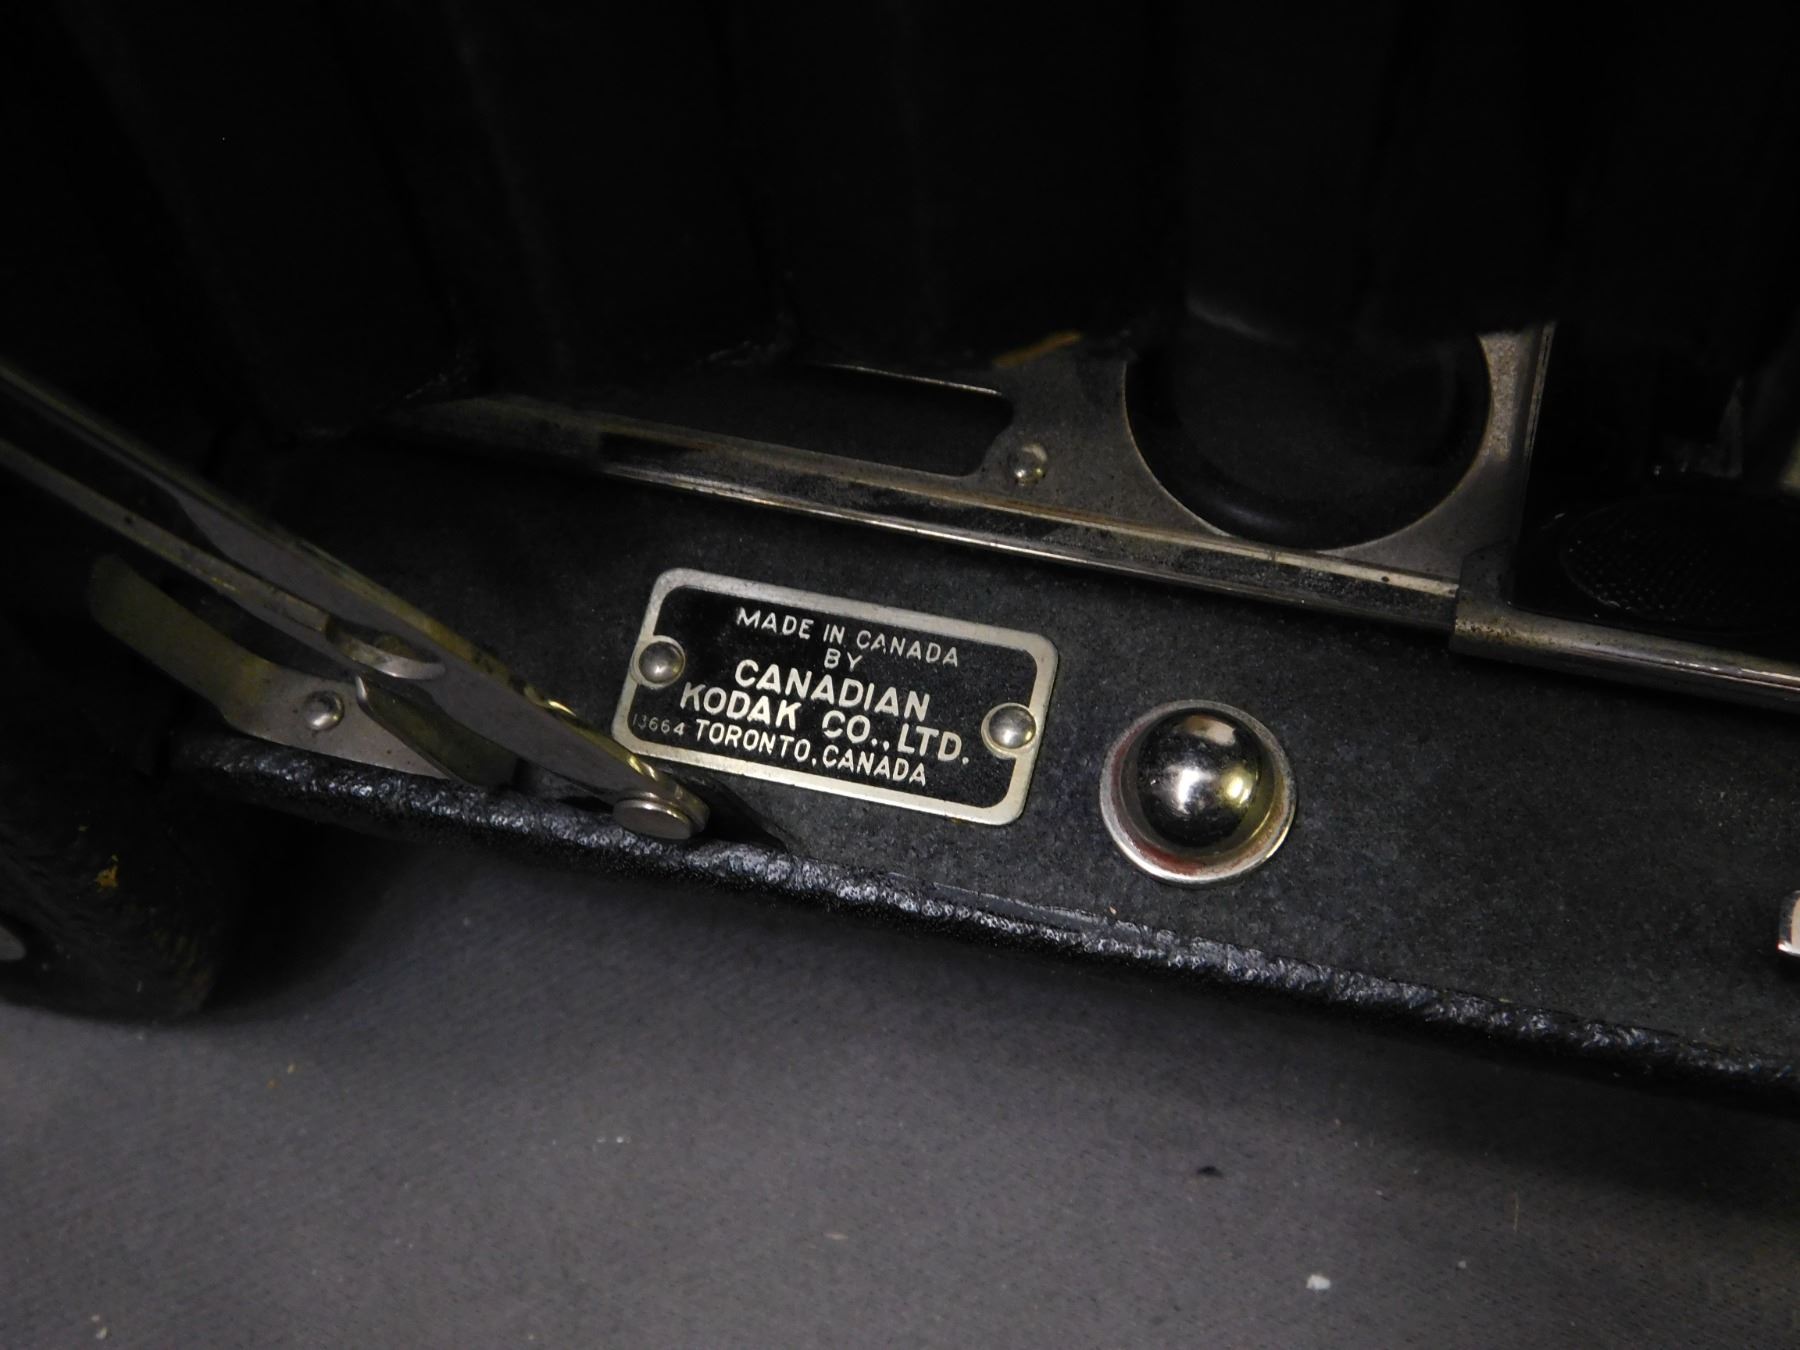 MADE IN CANADA
BY
CANADIAN
KODAK CO., LTD.
13664 TORONTO, CANADA